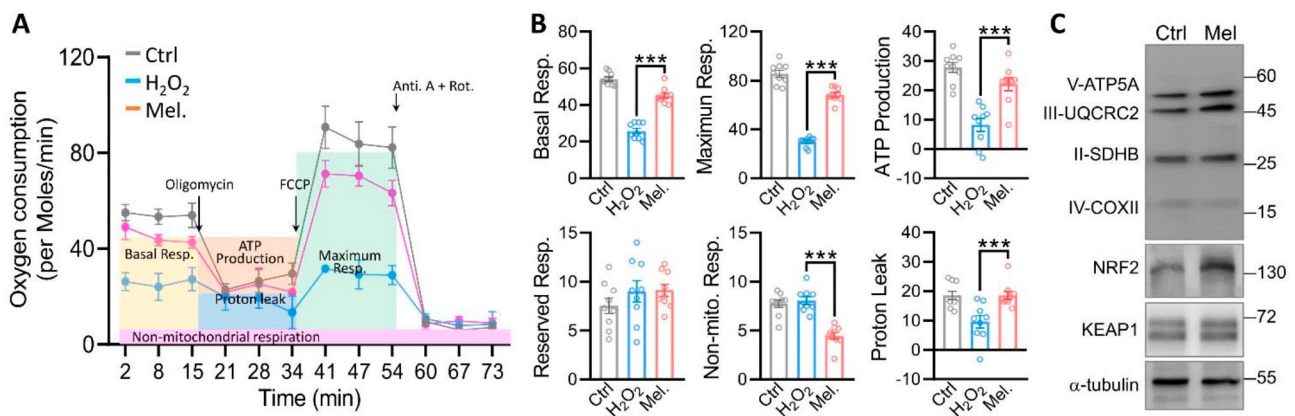 A
Oxygen consumption
(per Moles/min)
120
80
40
0
Ctrl
H₂O₂
Mel.
Anti. A + Rot.
Oligomycin
FCCP
Basal Resp.
ATP
Production
Proton leak
Maximum
Resp.
Non-mitochondrial respiration
2 8 15 21 28 34 41 47 54 60 67 73
Time (min)
B
Basal Resp.
80
60
40
20
0
***
Ctrl
H₂O₂
Mel.
Maximun Resp.
120
80
40
0
***
Ctrl
H₂O₂
Mel.
ATP Production
40
30
20
10
0
-10
***
Ctrl
H₂O₂
Mel.
Reserved Resp.
15
10
5
0
Ctrl
H₂O₂
Mel.
Non-mito. Resp.
15
10
5
0
***
Ctrl
H₂O₂
Mel.
Proton Leak
40
30
20
10
0
-10
***
Ctrl
H₂O₂
Mel.
C
Ctrl Mel
V-ATP5A
III-UQCRC2
II-SDHB
IV-COXII
60
45
25
15
NRF2
130
KEAP1
72
α-tubulin
55